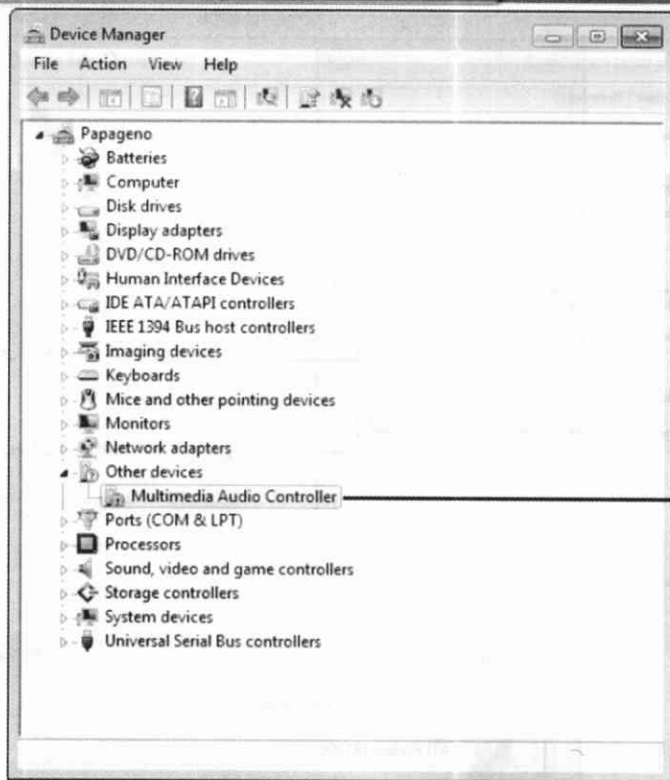 Device Manager
File Action View Help
Papageno
Batteries
Computer
Disk drives
Display adapters
DVD/CD-ROM drives
Human Interface Devices
IDE ATA/ATAPI controllers
IEEE 1394 Bus host controllers
Imaging devices
Keyboards
Mice and other pointing devices
Monitors
Network adapters
Other devices
Multimedia Audio Controller
Ports (COM & LPT)
Processors
Sound, video and game controllers
Storage controllers
System devices
Universal Serial Bus controllers